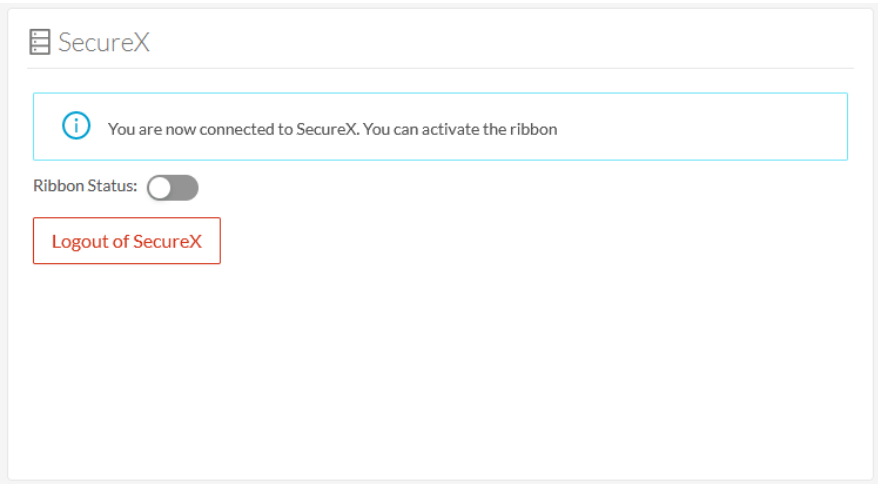 SecureX
You are now connected to SecureX. You can activate the ribbon
Ribbon Status:
Logout of SecureX